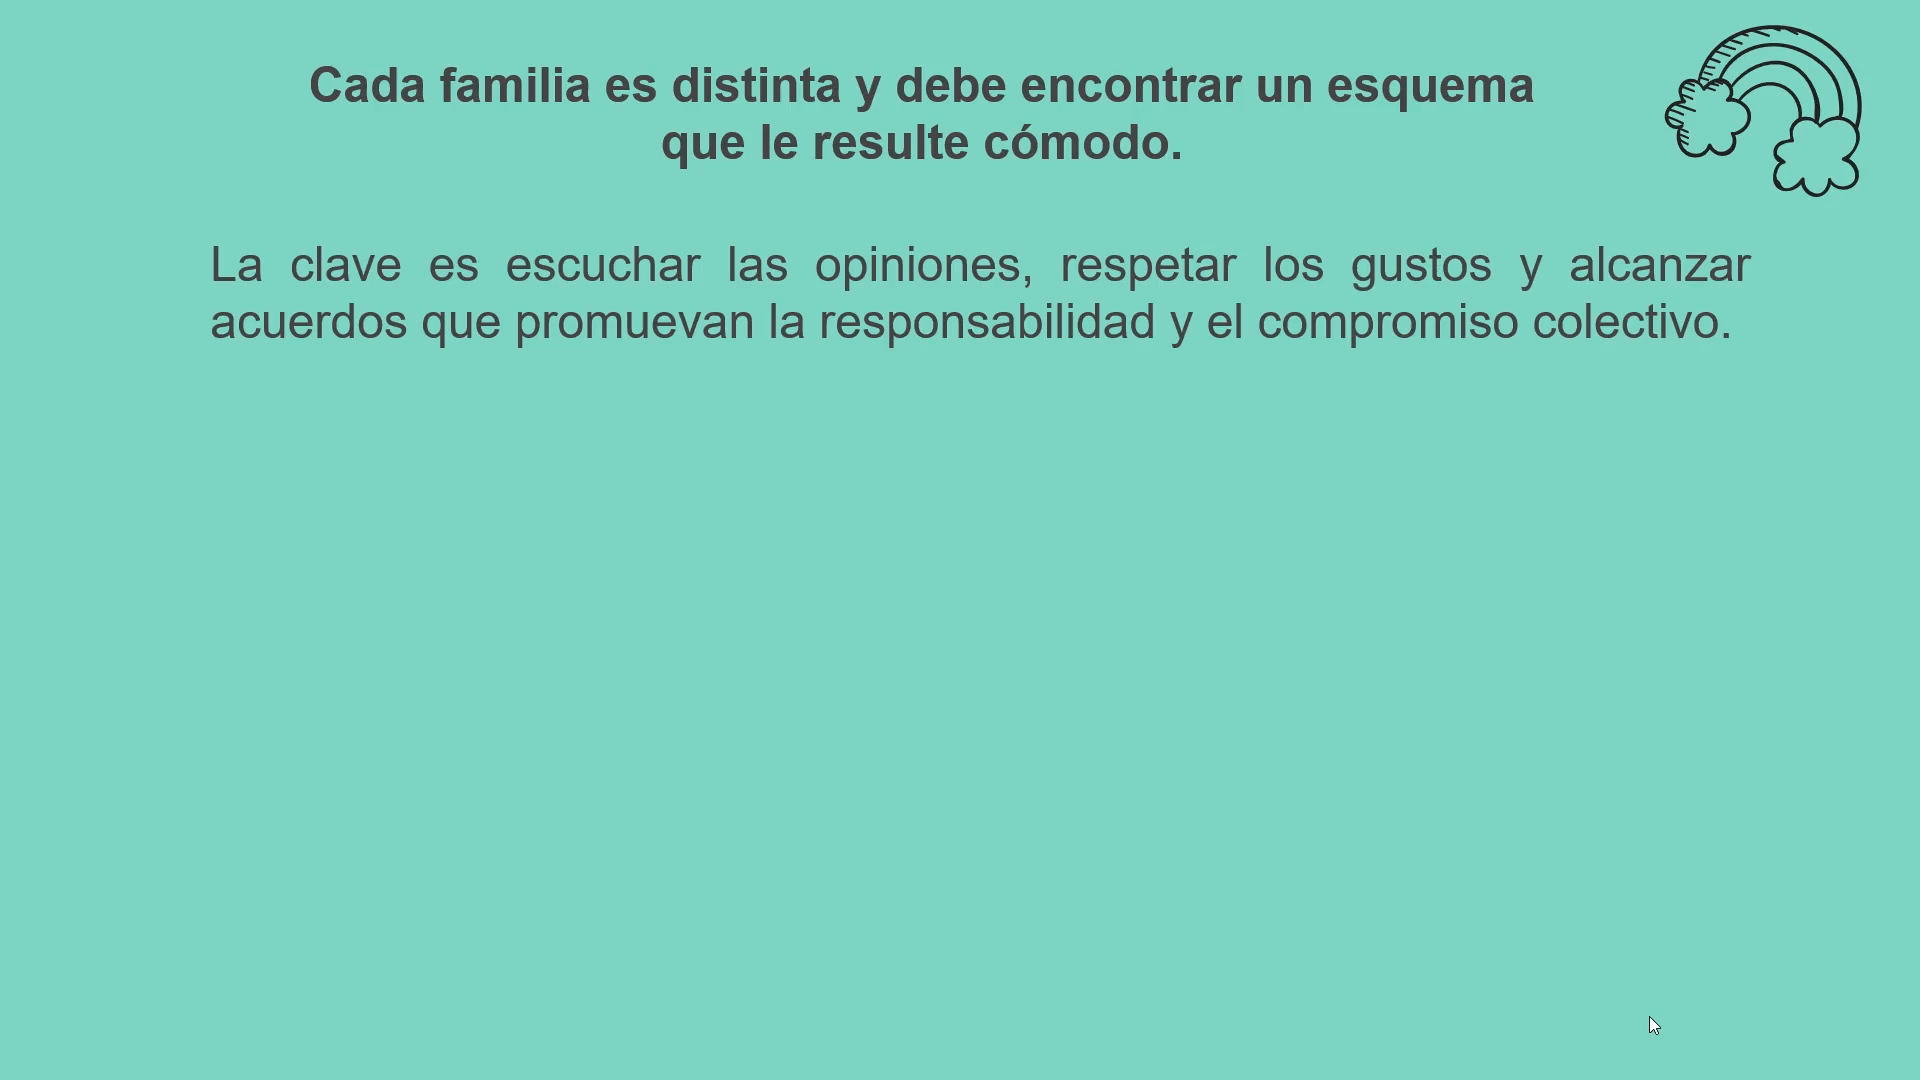 Cada familia es distinta y debe encontrar un esquema
que le resulte cómodo.
La clave es escuchar las opiniones, respetar los gustos y alcanzar
acuerdos que promuevan la responsabilidad y el compromiso colectivo.